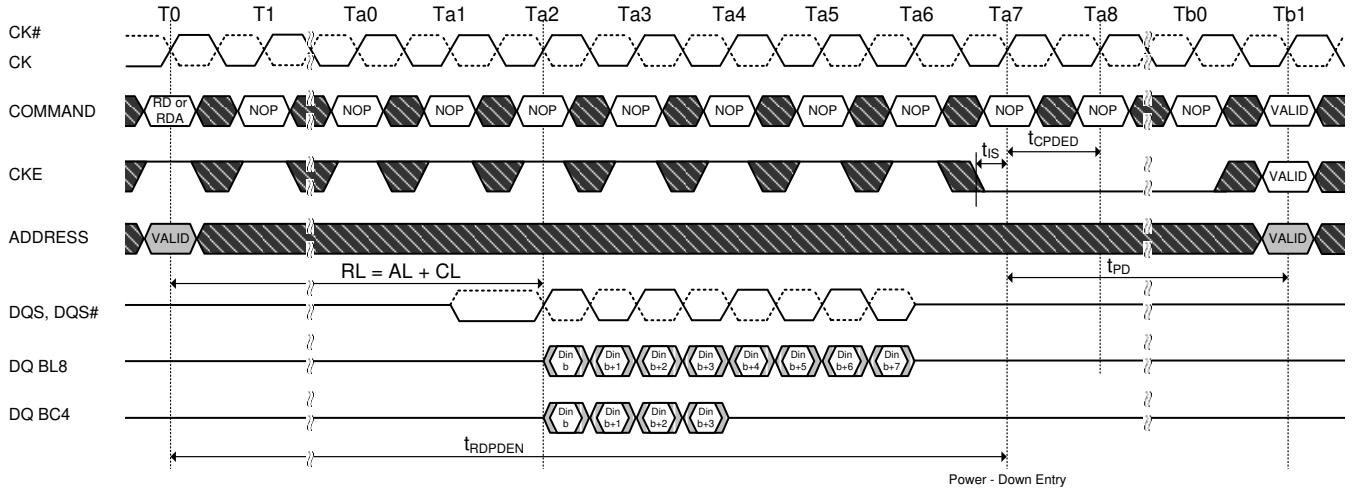 T0 T1 Ta0 Ta1 Ta2 Ta3 Ta4 Ta5 Ta6 Ta7 Ta8 Tb0 Tb1
CK#
CK
COMMAND RD or RDA NOP NOP NOP NOP NOP NOP NOP NOP NOP NOP NOP VALID
tIS tCPDED
CKE VALID
ADDRESS VALID VALID
RL = AL + CL tPD
DQS, DQS#
DQ BL8 Din b Din b+1 Din b+2 Din b+3 Din b+4 Din b+5 Din b+6 Din b+7
DQ BC4 Din b Din b+1 Din b+2 Din b+3
tRDPDEN
Power - Down Entry